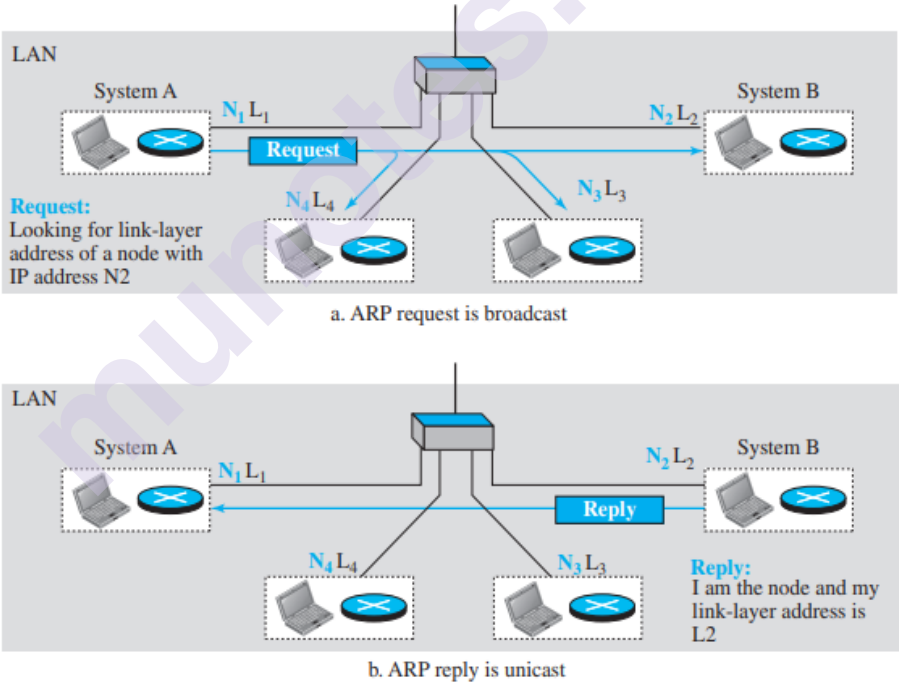 LAN
System A
System B
N1 L1
N2 L2
Request
N4 L4
N3 L3
Request:
Looking for link-layer
address of a node with
IP address N2
a. ARP request is broadcast
LAN
System A
System B
N1 L1
N2 L2
Reply
N4 L4
N3 L3
Reply:
I am the node and my
link-layer address is
L2
b. ARP reply is unicast